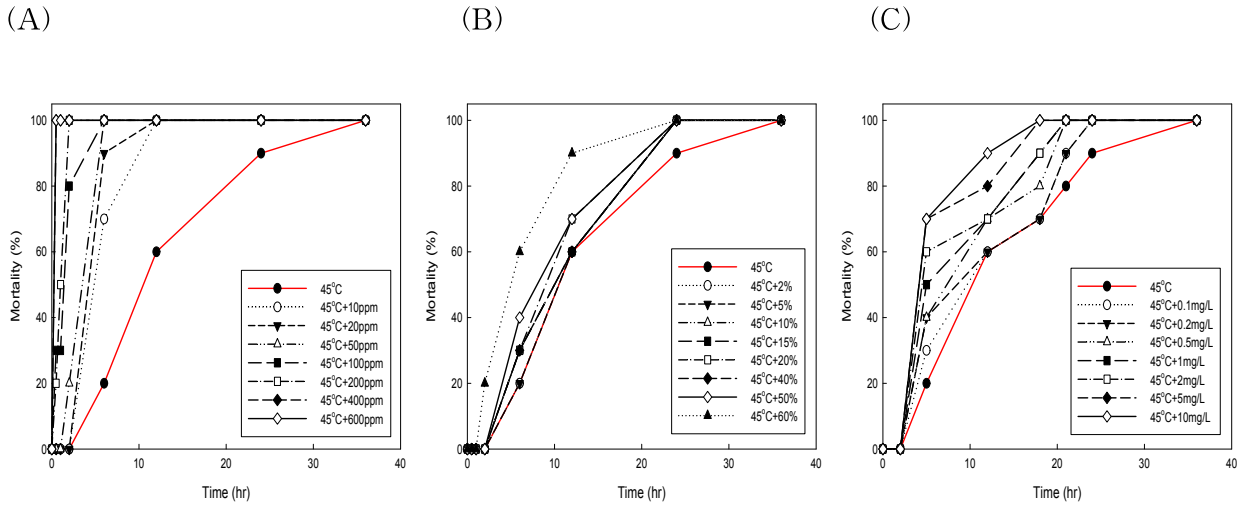 (A)
(B)
(C)
Mortality (%)
100
80
60
40
20
0
0
10
20
30
40
Time (hr)
45°C
45°C+10ppm
45°C+20ppm
45°C+50ppm
45°C+100ppm
45°C+200ppm
45°C+400ppm
45°C+600ppm
Mortality (%)
100
80
60
40
20
0
0
10
20
30
40
Time (hr)
45°C
45°C+2%
45°C+5%
45°C+10%
45°C+15%
45°C+20%
45°C+40%
45°C+50%
45°C+60%
Mortality (%)
100
80
60
40
20
0
0
10
20
30
40
Time (hr)
45°C
45°C+0.1mg/L
45°C+0.2mg/L
45°C+0.5mg/L
45°C+1mg/L
45°C+2mg/L
45°C+5mg/L
45°C+10mg/L